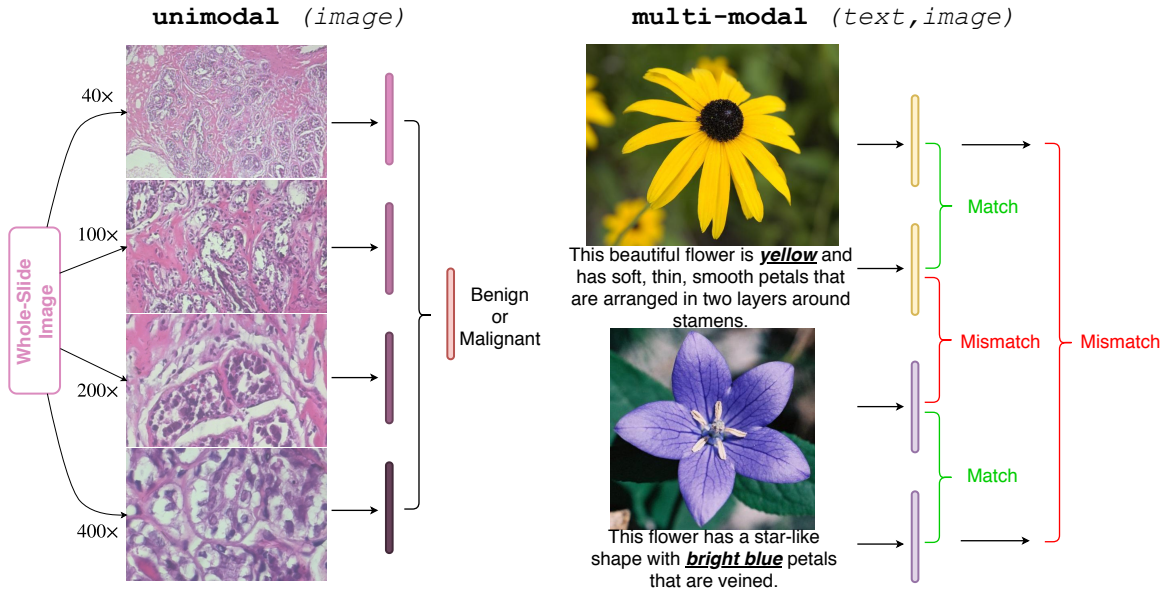 unimodal (image)
40×
100×
200×
400×
Whole-Slide
Image
Benign
or
Malignant
multi-modal (text,image)
This beautiful flower is yellow and
has soft, thin, smooth petals that
are arranged in two layers around
stamens.
This flower has a star-like
shape with bright blue petals
that are veined.
Match
Mismatch
Match
Mismatch